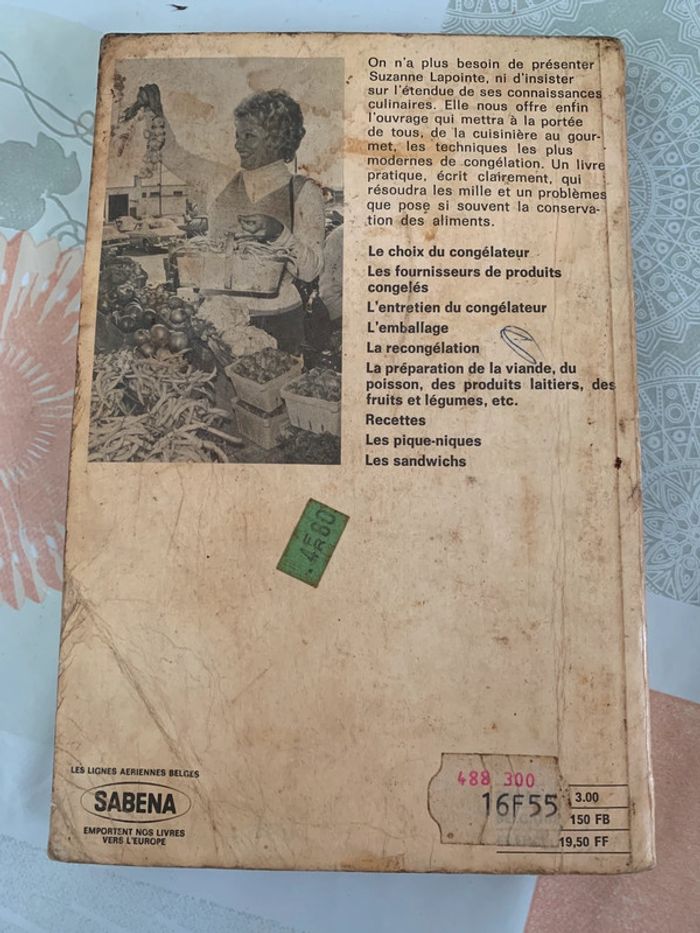 On n'a plus besoin de présenter
Suzanne Lapointe, ni d'insister
sur l'étendue de ses connaissances
culinaires. Elle nous offre enfin
l'ouvrage qui mettra à la portée
de tous, de la cuisinière au gour-
met, les techniques les plus
modernes de congélation. Un livre
pratique, écrit clairement, qui
résoudra les mille et un problèmes
que pose si souvent la conserva-
tion des aliments.
Le choix du congélateur
Les fournisseurs de produits
congelés
L'entretien du congélateur
L'emballage
La recongélation
La préparation de la viande, du
poisson, des produits laitiers, des
fruits et légumes, etc.
Recettes
Les pique-niques
Les sandwichs
4F80
LES LIGNES AERIENNES BELGES
SABENA
EMPORTENT NOS LIVRES
VERS L'EUROPE
488 300
16F55
3.00
150 FB
19,50 FF